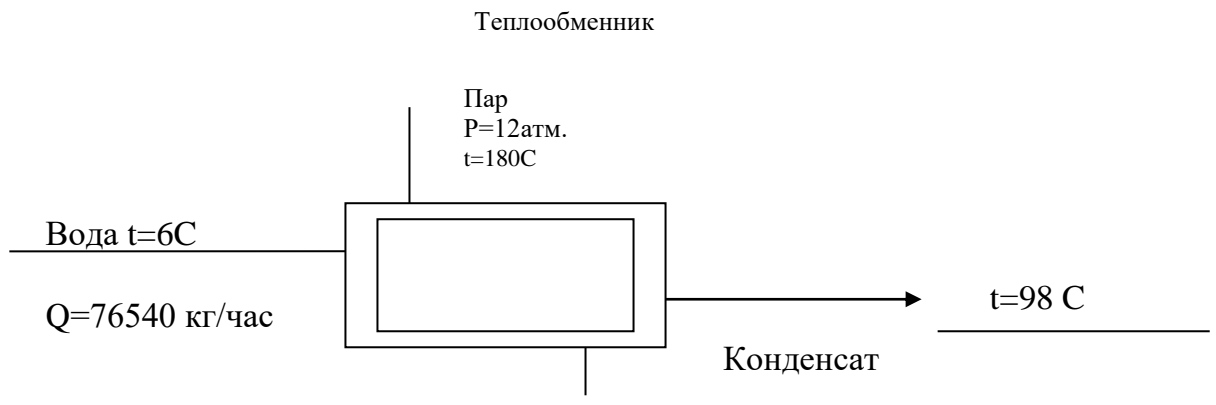 Теплообменник
Пар
P=12атм.
t=180C
Вода t=6C
Q=76540 кг/час
t=98 C
Конденсат